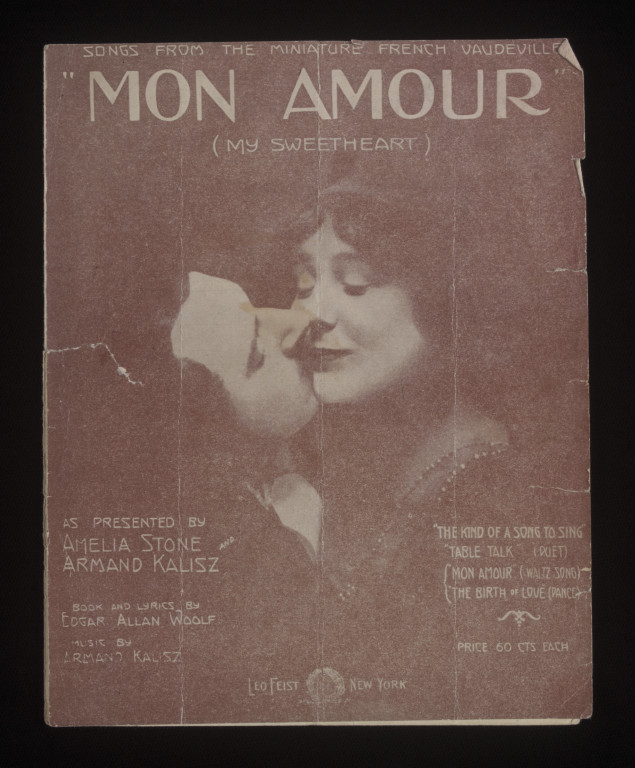 SONGS FROM THE MINIATURE FRENCH VAUDEVILLE
"MON AMOUR"
(MY SWEETHEART)
AS PRESENTED BY
AMELIA STONE AND
ARMAND KALISZ
BOOK AND LYRICS BY
EDGAR ALLAN WOOLF
MUSIC BY
ARMAND KALISZ
"THE KIND OF A SONG TO SING"
"TABLE TALK" (DUET)
"MON AMOUR (WALTZ SONG)
"THE BIRTH OF LOVE (DANCE)
PRICE 60 CTS EACH
LEO FEIST NEW YORK